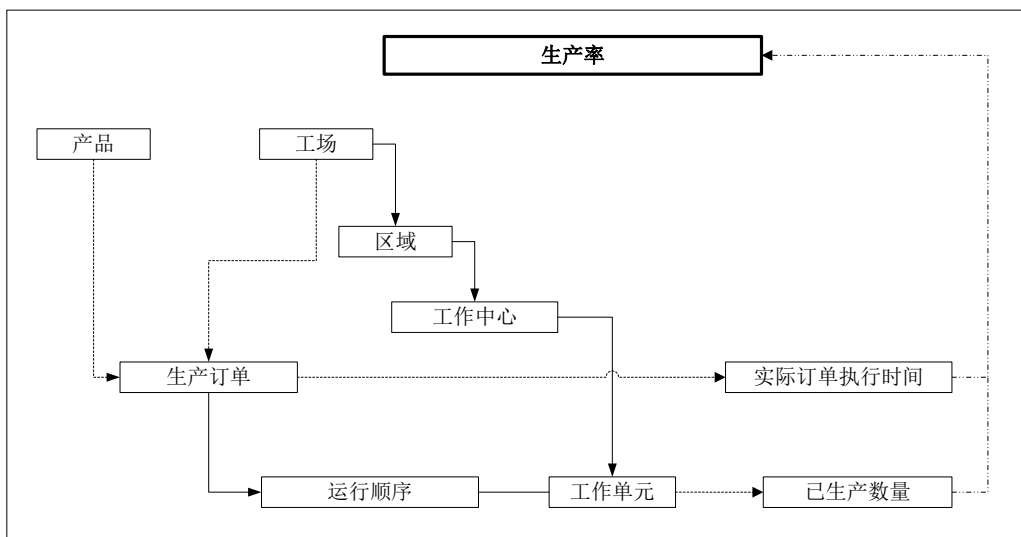 生产率
产品
工场
区域
工作中心
生产订单
实际订单执行时间
运行顺序
工作单元
已生产数量